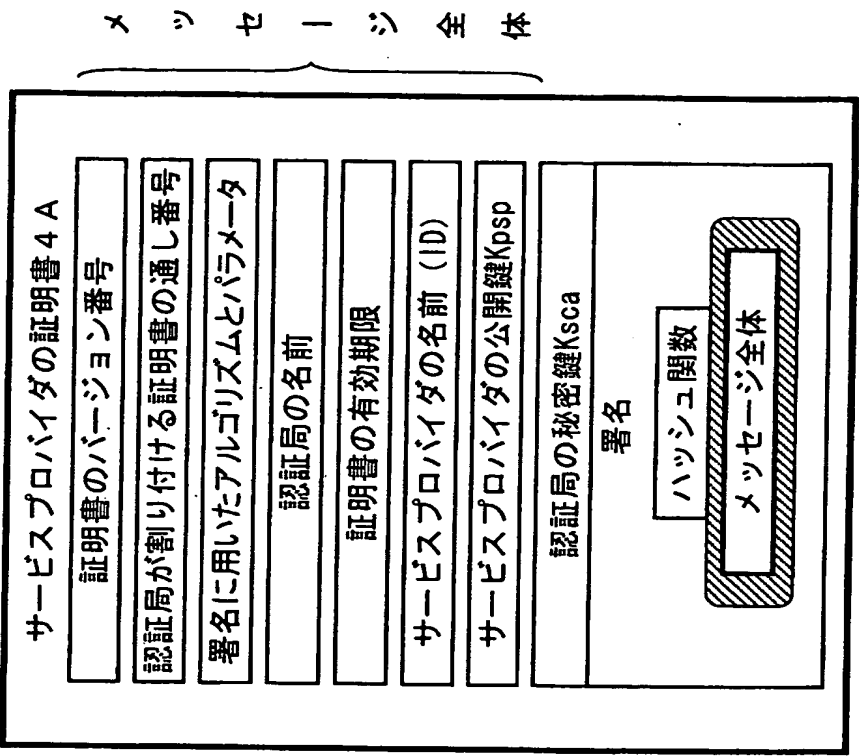 サービスプロバイダの証明書4A
証明書のバージョン番号
認証局が割り付ける証明書の通し番号
署名に用いたアルゴリズムとパラメータ
認証局の名前
証明書の有効期限
サービスプロバイダの名前(ID)
サービスプロバイダの公開鍵Kpsp
認証局の秘密鍵Ksca
署名
ハッシュ関数
メッセージ全体
メッセージ全体